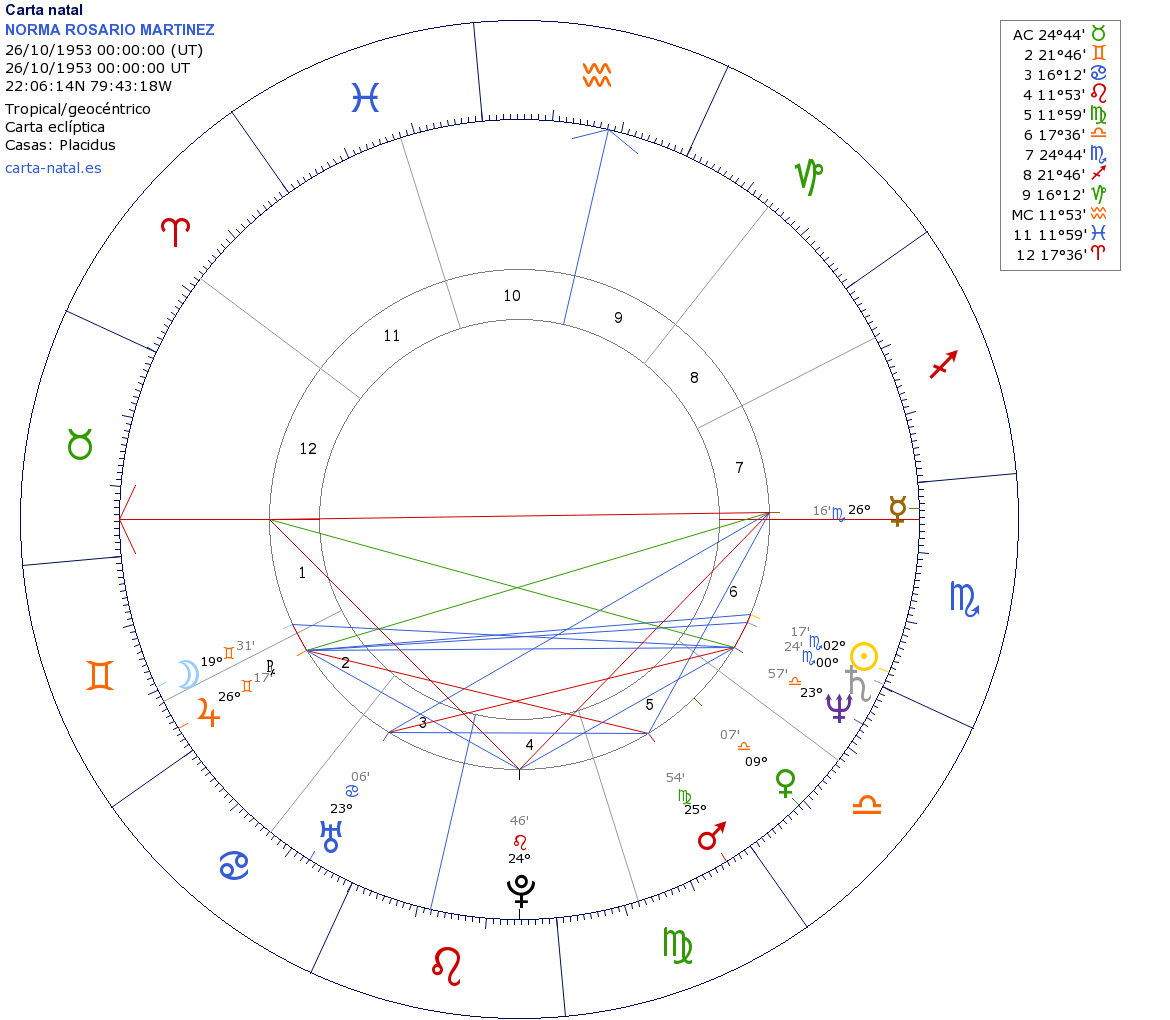 Carta natal
NORMA ROSARIO MARTINEZ
26/10/1953 00:00:00 (UT)
26/10/1953 00:00:00 UT
22:06:14N 79:43:18W
Tropical/geocéntrico
Carta eclíptica
Casas: Placidus
carta-natal.es
AC 24°44' ♉
2 21°46' ♊
3 16°12' ♋
4 11°53' ♌
5 11°59' ♍
6 17°36' ♎
7 24°44' ♏
8 21°46' ♐
9 16°12' ♑
MC 11°53' ♒
11 11°59' ♓
12 17°36' ♈
10
9
11
8
12
7
16' ♏ 26° ☿
1
6
2
5
3
4
☽ 19° ♊ 31'
♃ 26° ♊ 17' ℞
17' ♏ 02° ☉
24' ♏ 00° ♄
57' ♎ 23° ♆
07' ♎ 09° ♀
54' ♍ 25° ♂
06' ♋ 23° ♅
46' ♌ 24° ♇